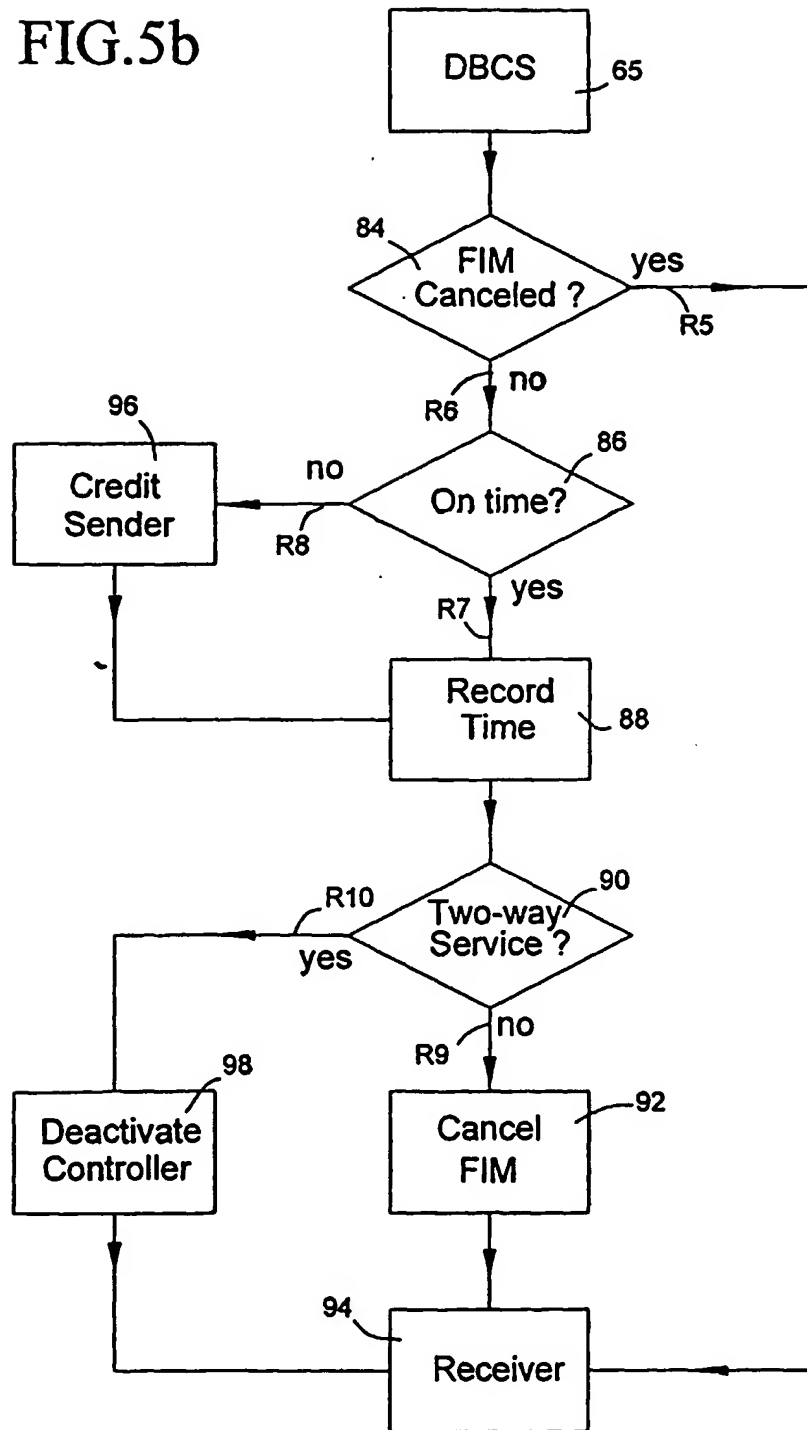 FIG.5b
DBCS
65
84
FIM
Canceled ?
yes
R5
R6
no
96
Credit
Sender
no
R8
86
On time?
yes
R7
Record
Time
88
R10
yes
Two-way
Service ?
90
no
R9
98
Deactivate
Controller
Cancel
FIM
92
94
Receiver